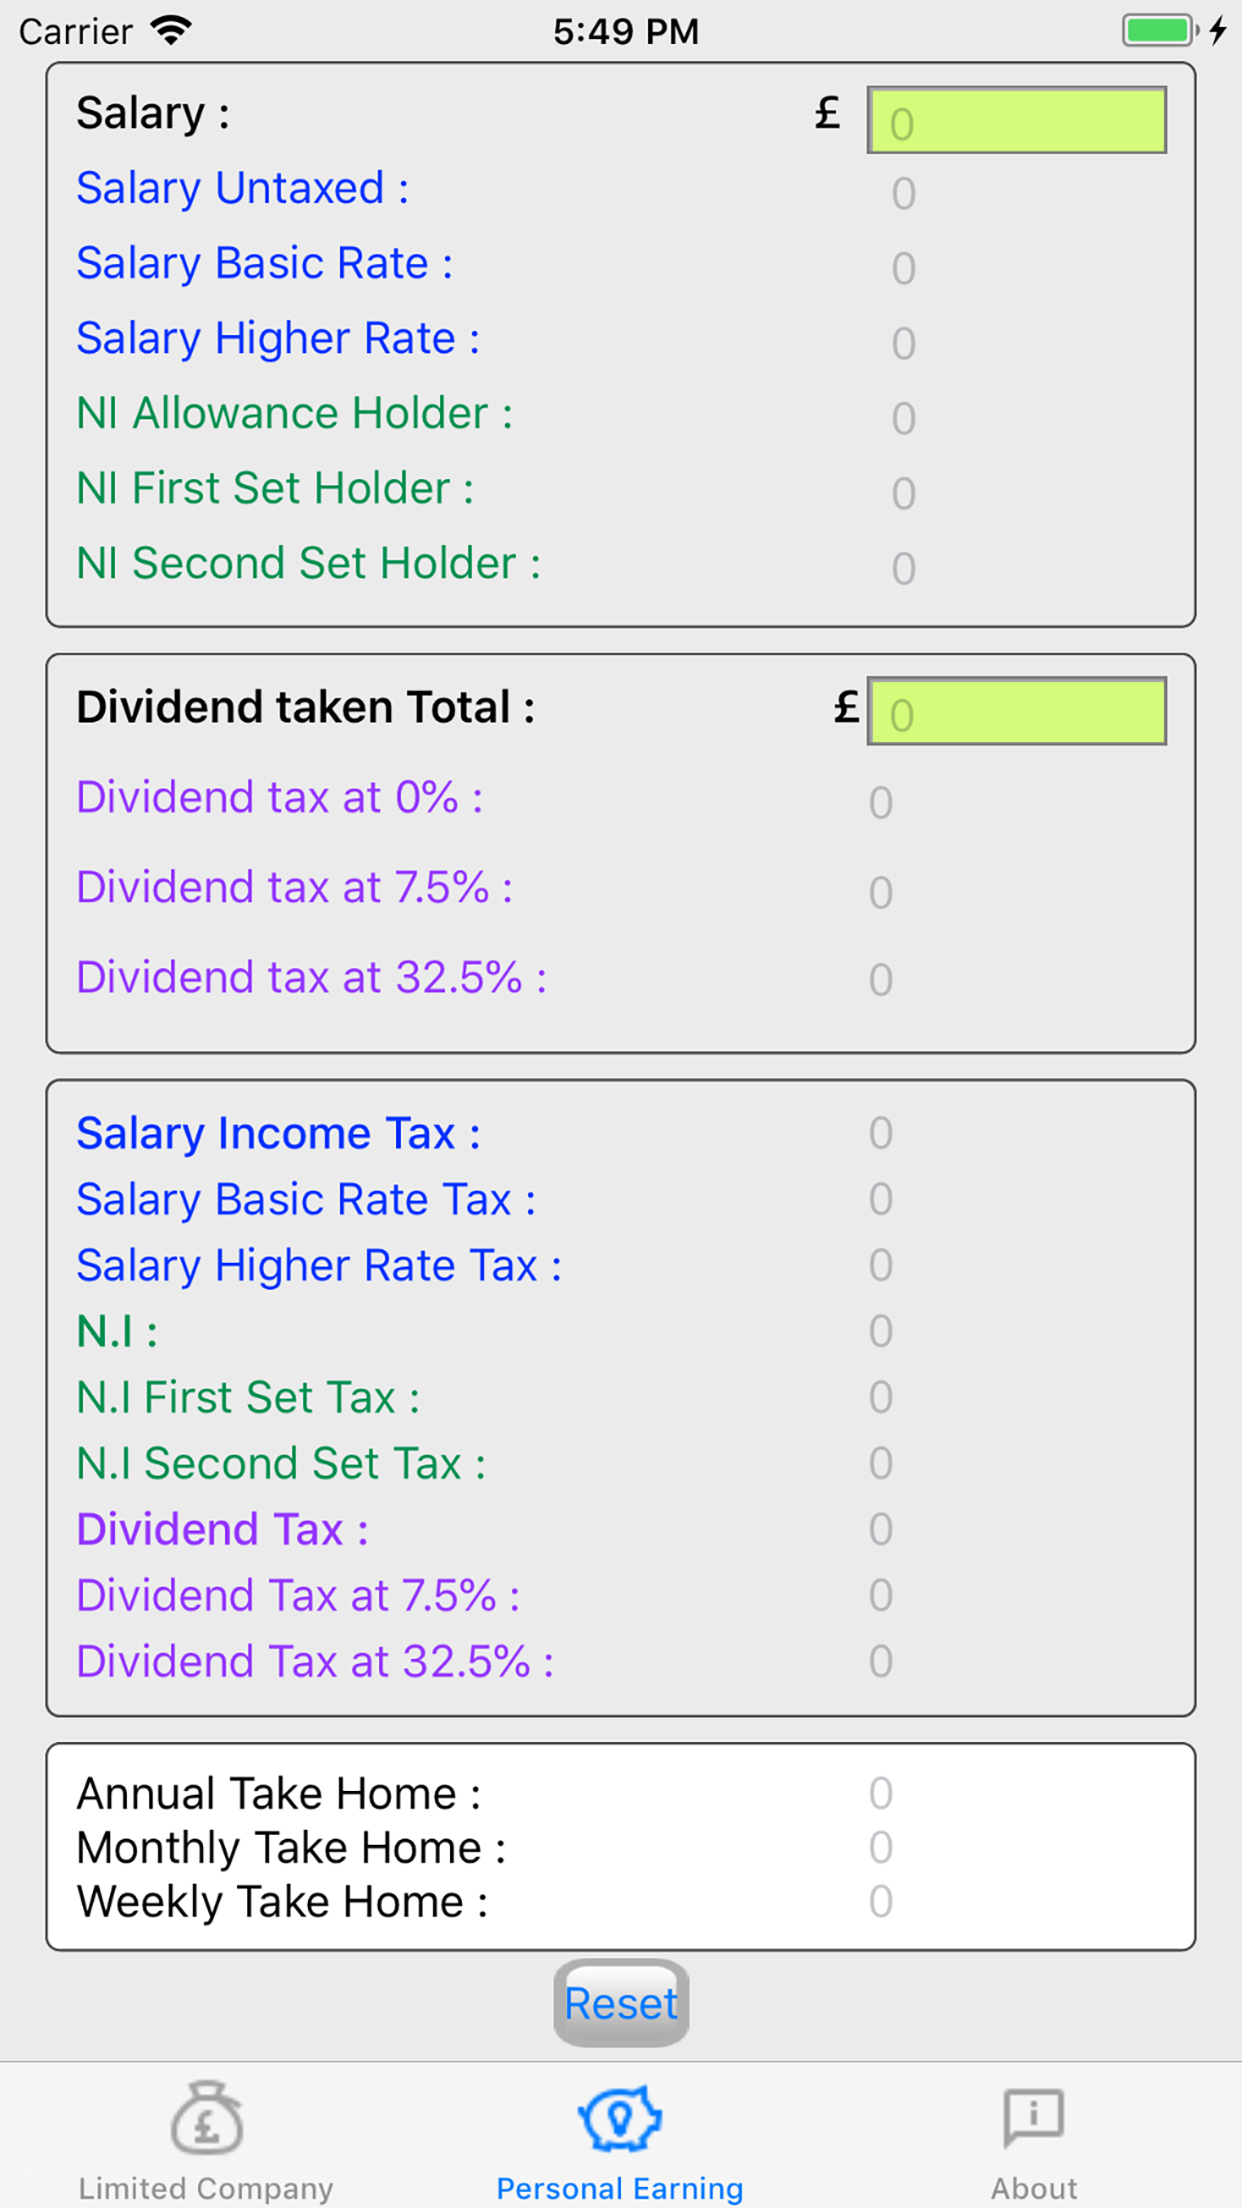 Carrier 5:49 PM
Salary : £ 0
Salary Untaxed : 0
Salary Basic Rate : 0
Salary Higher Rate : 0
NI Allowance Holder : 0
NI First Set Holder : 0
NI Second Set Holder : 0
Dividend taken Total : £ 0
Dividend tax at 0% : 0
Dividend tax at 7.5% : 0
Dividend tax at 32.5% : 0
Salary Income Tax : 0
Salary Basic Rate Tax : 0
Salary Higher Rate Tax : 0
N.I : 0
N.I First Set Tax : 0
N.I Second Set Tax : 0
Dividend Tax : 0
Dividend Tax at 7.5% : 0
Dividend Tax at 32.5% : 0
Annual Take Home : 0
Monthly Take Home : 0
Weekly Take Home : 0
Reset
£ i
Limited Company Personal Earning About